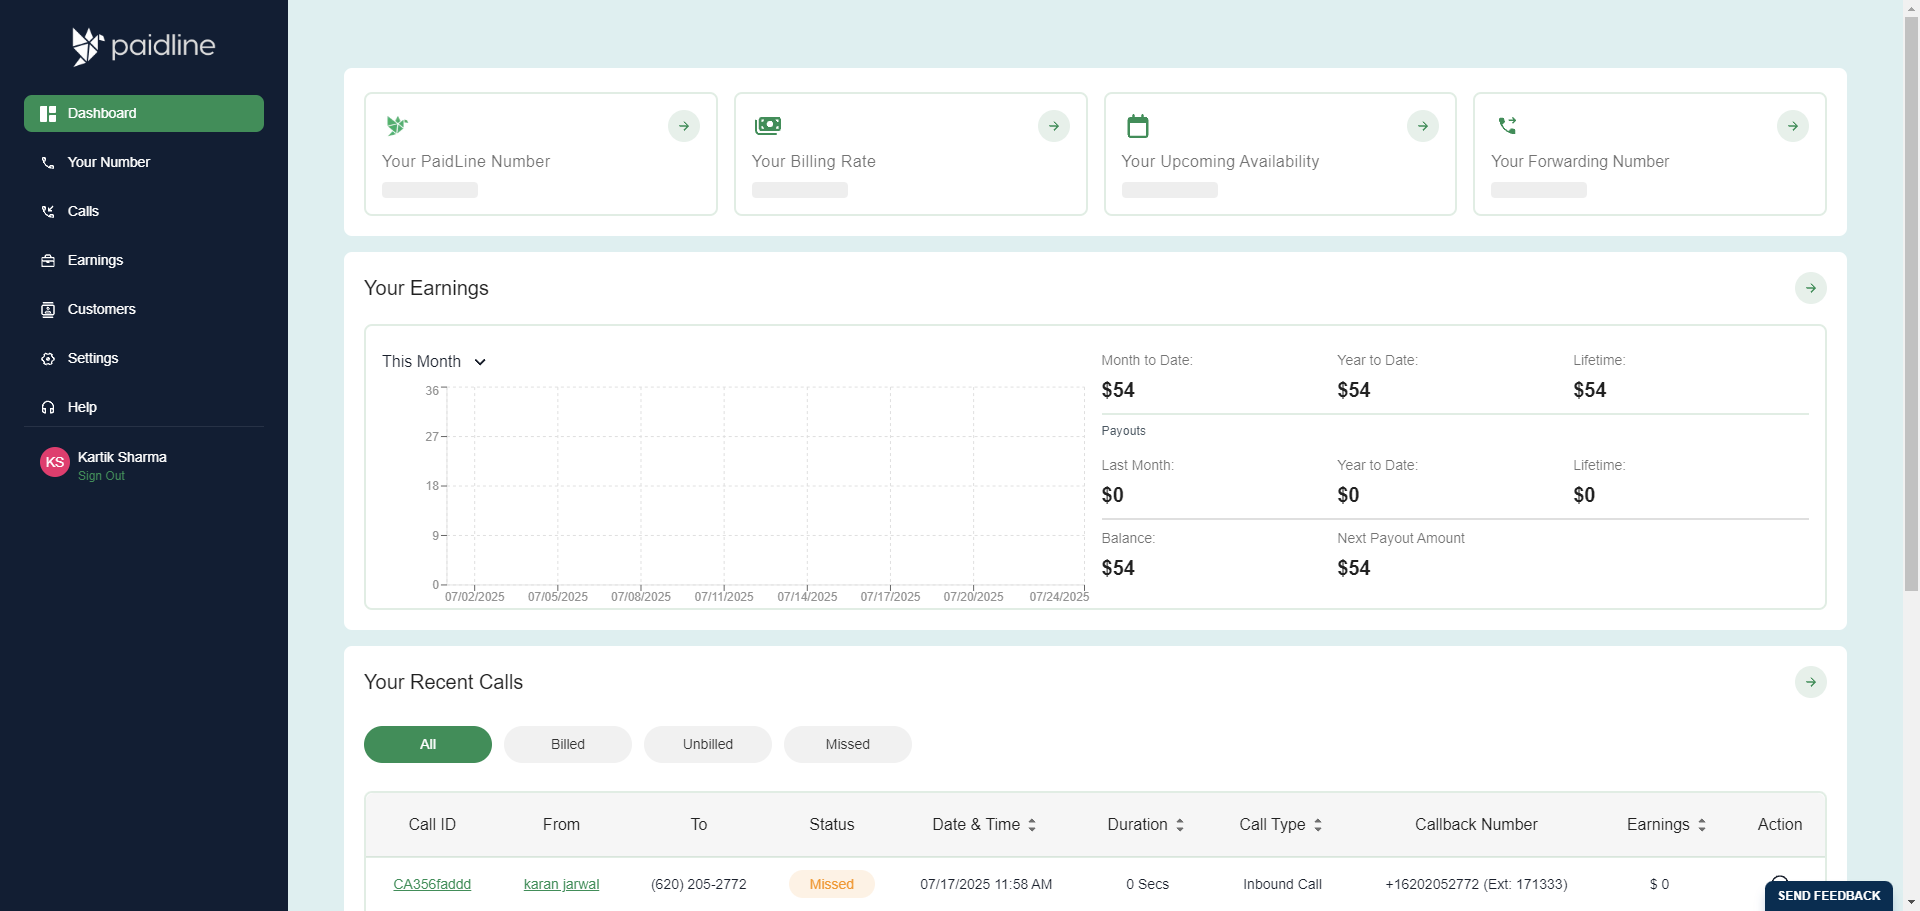 paidline
Dashboard
Your Number
Calls
Earnings
Customers
Settings
Help
KS
Kartik Sharma
Sign Out
Your PaidLine Number
Your Billing Rate
Your Upcoming Availability
Your Forwarding Number
Your Earnings
This Month
36
27
18
9
0
07/02/2025 07/05/2025 07/08/2025 07/11/2025 07/14/2025 07/17/2025 07/20/2025 07/24/2025
Month to Date: Year to Date: Lifetime:
$54 $54 $54
Payouts
Last Month: Year to Date: Lifetime:
$0 $0 $0
Balance: Next Payout Amount
$54 $54
Your Recent Calls
All Billed Unbilled Missed
Call ID From To Status Date & Time Duration Call Type Callback Number Earnings Action
CA356faddd karan jarwal (620) 205-2772 Missed 07/17/2025 11:58 AM 0 Secs Inbound Call +16202052772 (Ext: 171333) $ 0
SEND FEEDBACK